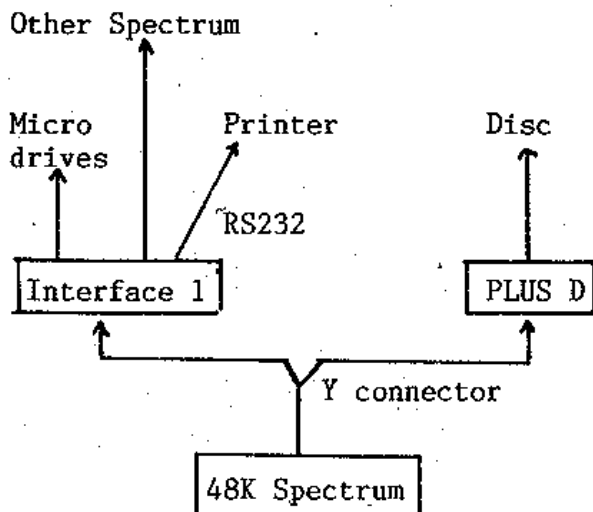 Other Spectrum
Micro
drives
Printer
Disc
RS232
Interface 1
PLUS D
Y connector
48K Spectrum